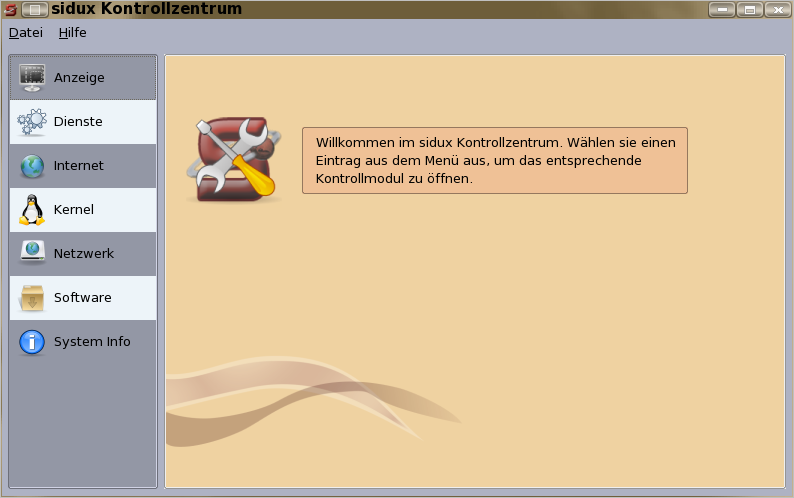 sidux Kontrollzentrum
Datei Hilfe
Anzeige
Dienste
Internet
Kernel
Netzwerk
Software
System Info
Willkommen im sidux Kontrollzentrum. Wählen sie einen
Eintrag aus dem Menü aus, um das entsprechende
Kontrollmodul zu öffnen.